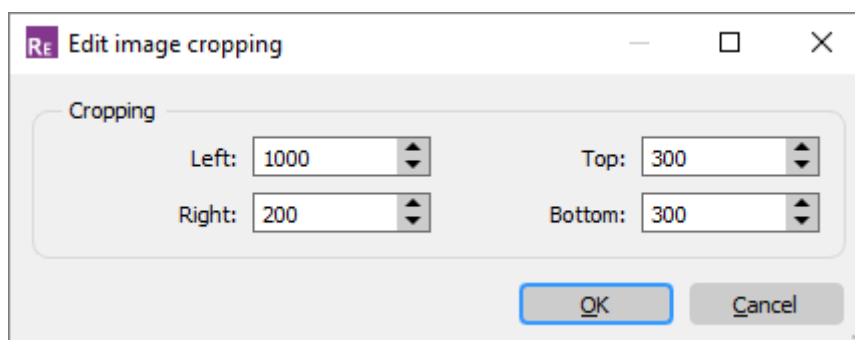 RE Edit image cropping
Cropping
Left: 1000 Top: 300
Right: 200 Bottom: 300
OK Cancel